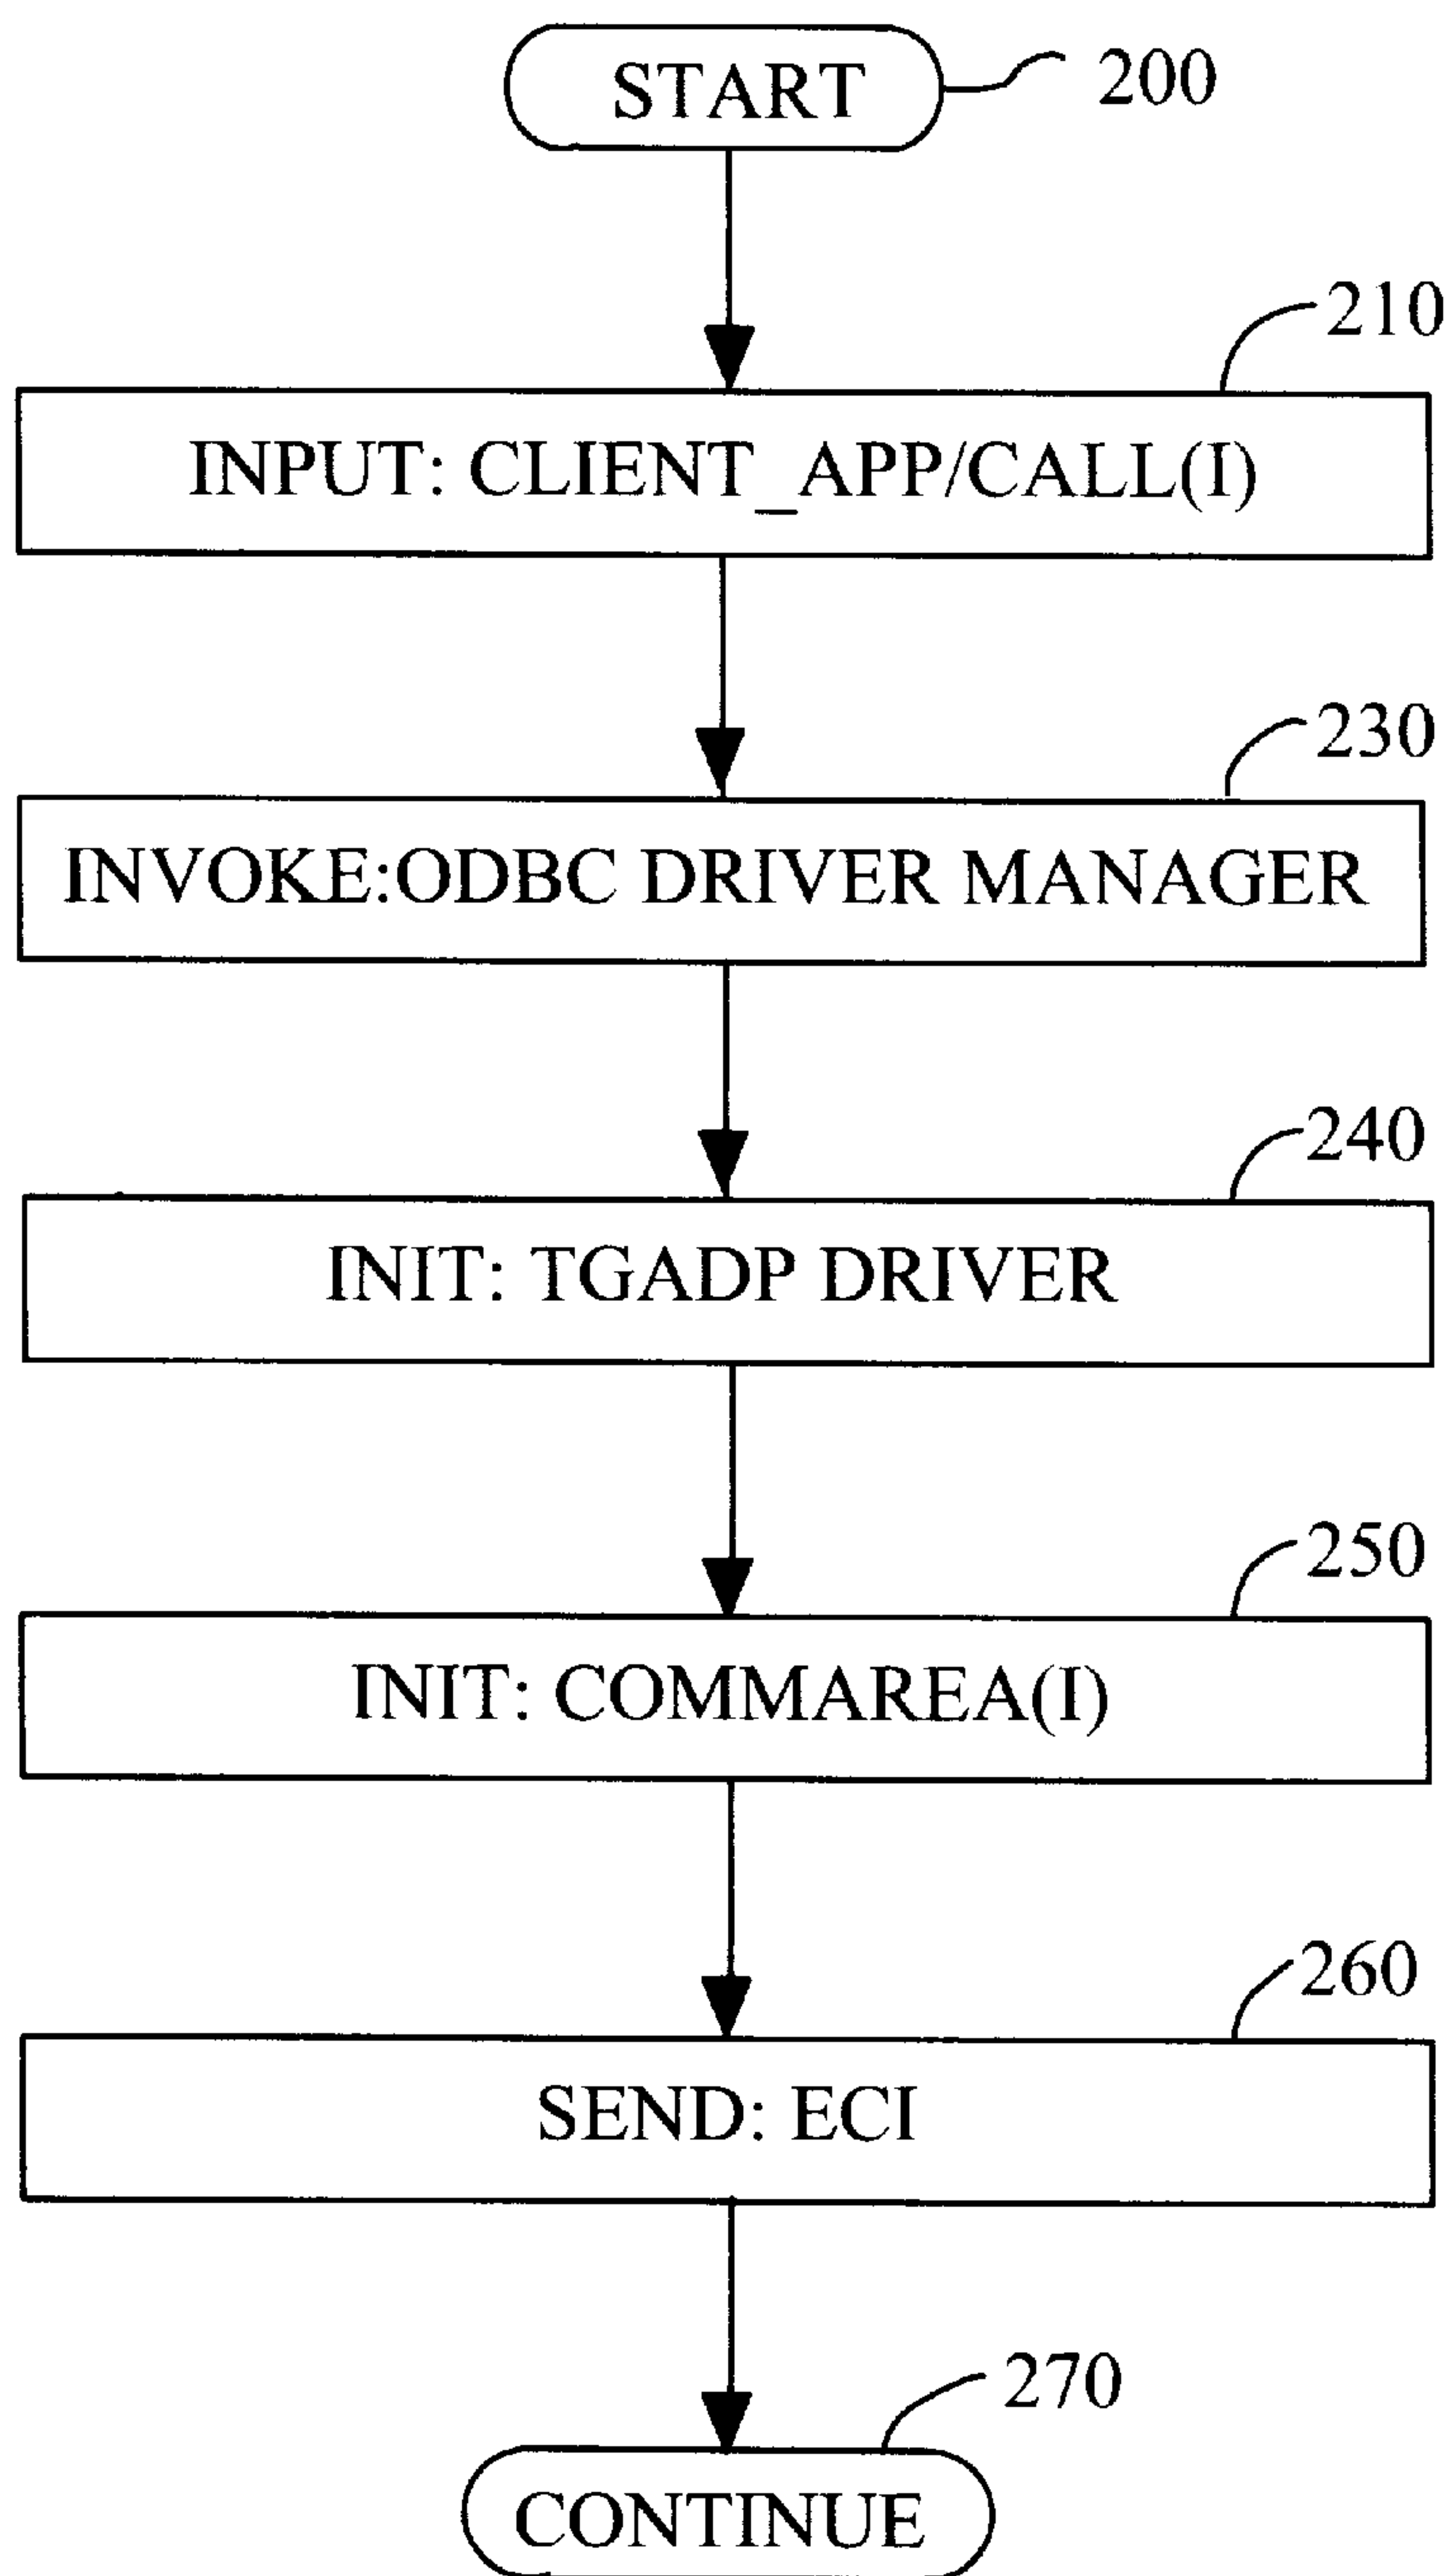 START
200
210
INPUT: CLIENT_APP/CALL(I)
230
INVOKE:ODBC DRIVER MANAGER
240
INIT: TGADP DRIVER
250
INIT: COMMAREA(I)
260
SEND: ECI
270
CONTINUE